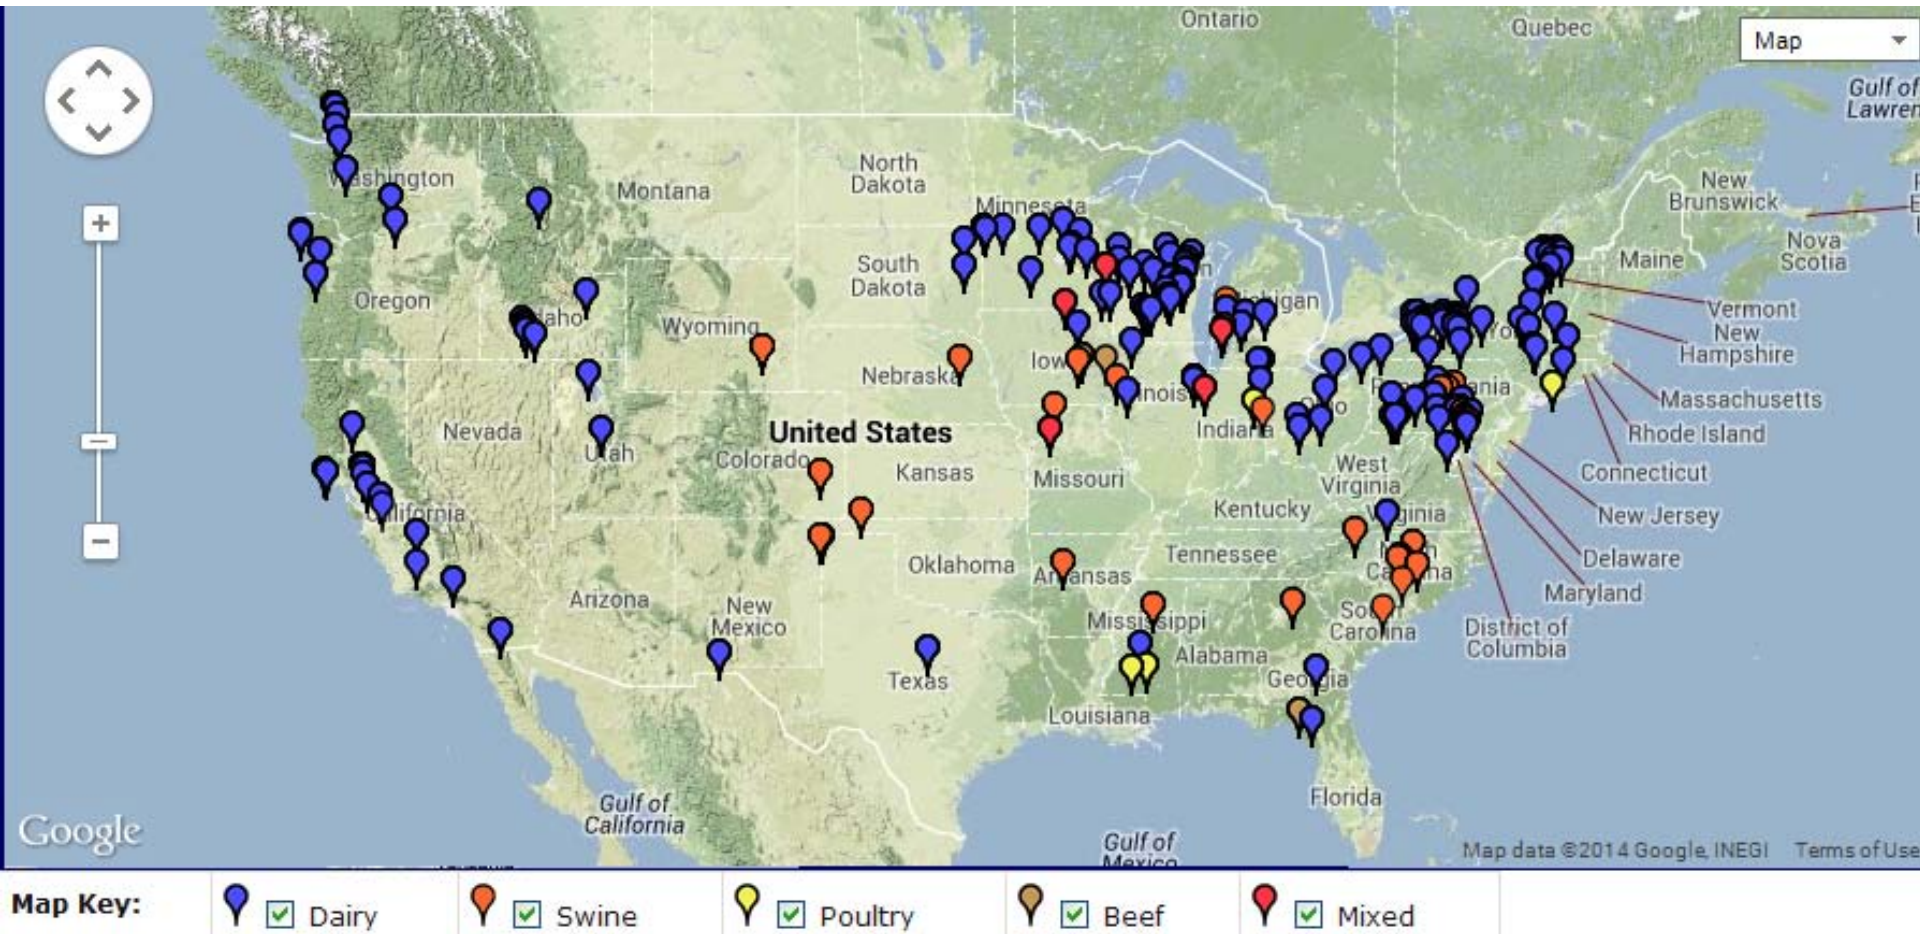 Ontario
Quebec
Map
Gulf of
Lawren
Washington
Montana
North
Dakota
Minnesota
New
Brunswick
Nova
Scotia
Maine
Oregon
South
Dakota
Wyoming
Vermont
New
Hampshire
Nebraska
Massachusetts
Rhode Island
Connecticut
Nevada
Utah
United States
Colorado
Kansas
Missouri
Indiana
West
Virginia
Kentucky
Virginia
New Jersey
Delaware
Maryland
District of
Columbia
California
Arizona
New
Mexico
Oklahoma
Arkansas
Tennessee
Mississippi
Alabama
South
Carolina
Texas
Louisiana
Georgia
Florida
Gulf of
California
Gulf of
Mexico
Google
Map data ©2014 Google, INEGI Terms of Use
Map Key: Dairy Swine Poultry Beef Mixed